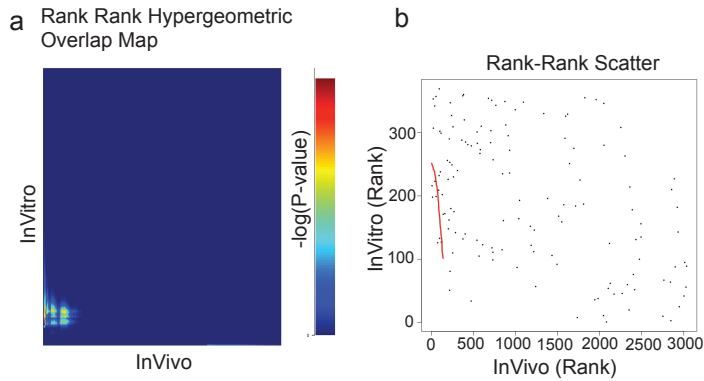 a
Rank Rank Hypergeometric
Overlap Map
InVitro
InVivo
-log(P-value)
b
Rank-Rank Scatter
InVitro (Rank)
300
200
100
0
0 500 1000 1500 2000 2500 3000
InVivo (Rank)